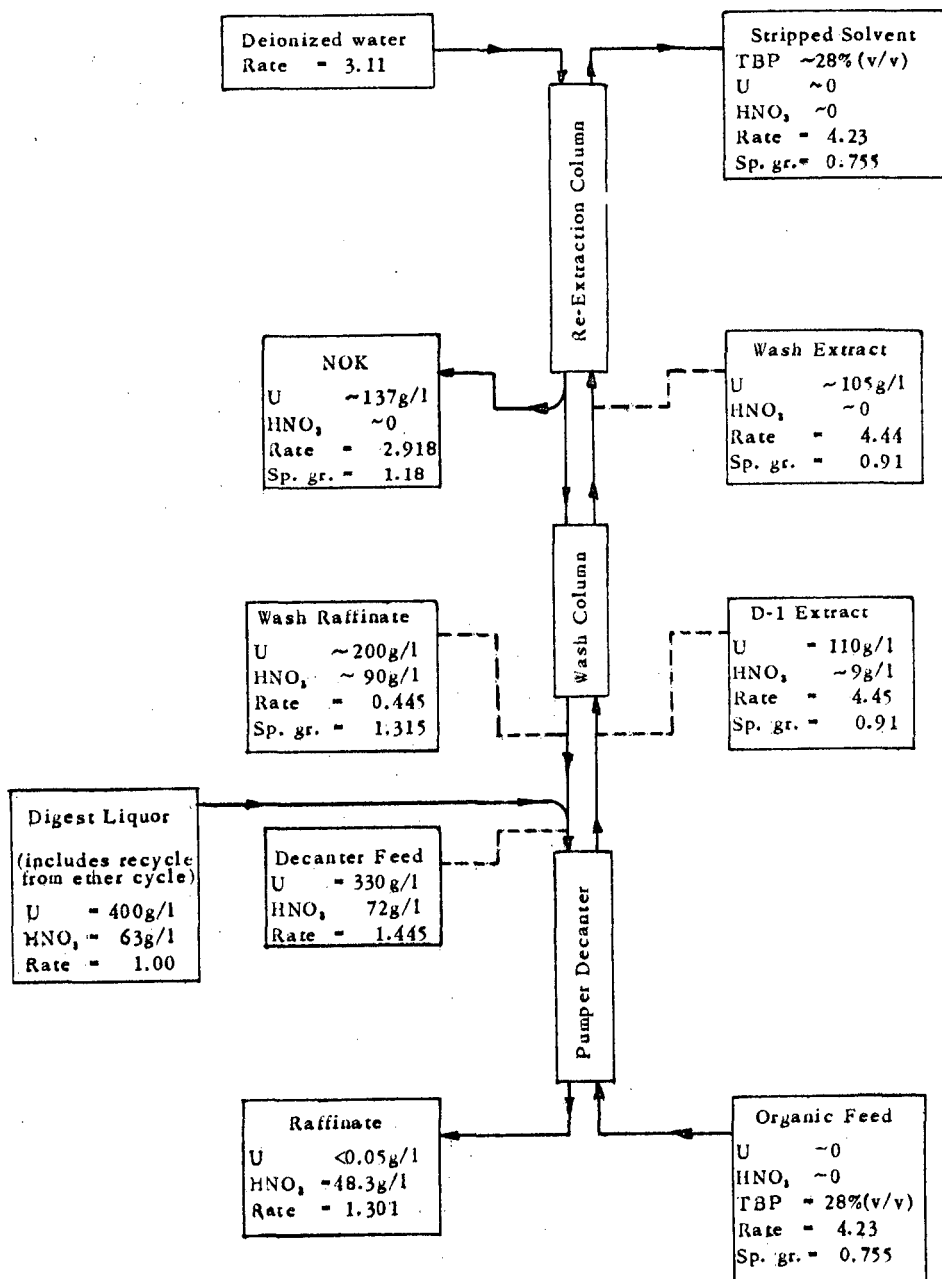 Deionized water
Rate = 3.11
Stripped Solvent
TBP ~28% (v/v)
U ~0
HNO₃ ~0
Rate = 4.23
Sp. gr. = 0.755
Re-Extraction Column
NOK
U ~137g/l
HNO₃ ~0
Rate = 2.918
Sp. gr. = 1.18
Wash Extract
U ~105g/l
HNO₃ ~0
Rate = 4.44
Sp. gr. = 0.91
Wash Column
Wash Raffinate
U ~200g/l
HNO₃ ~90g/l
Rate = 0.445
Sp. gr. = 1.315
D-1 Extract
U = 110g/l
HNO₃ ~9g/l
Rate = 4.45
Sp. gr. = 0.91
Digest Liquor
(includes recycle
from ether cycle)
U = 400g/l
HNO₃ = 63g/l
Rate = 1.00
Decanter Feed
U = 330g/l
HNO₃ 72g/l
Rate = 1.445
Pumper Decanter
Raffinate
U <0.05g/l
HNO₃ =48.3g/l
Rate = 1.301
Organic Feed
U ~0
HNO₃ ~0
TBP = 28%(v/v)
Rate = 4.23
Sp. gr. = 0.755